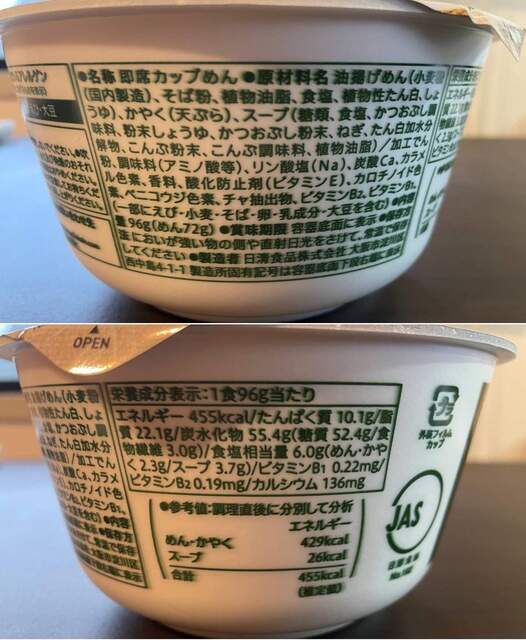 ・大豆
●名称 即席カップめん ●原材料名 油揚げめん(小麦粉
(国内製造)、そば粉、植物油脂、食塩、植物性たん白、しょ
うゆ)、かやく(天ぷら)、スープ(糖類、食塩、かつおぶし調
味料、粉末しょうゆ、かつおぶし粉末、ねぎ、たん白加水分
解物、こんぶ粉末、こんぶ調味料、植物油脂)/加工でん
粉、調味料(アミノ酸等)、リン酸塩(Na)、炭酸Ca、カラメ
ル色素、香料、酸化防止剤(ビタミンE)、カロチノイド色
素、ベニコウジ色素、チャ抽出物、ビタミンB2、ビタミンB1、
(一部にえび・小麦・そば・卵・乳成分・大豆を含む) ●内容
量 96g(めん72g) ●賞味期限 容器底面に表示 ●保存方
法 においが強い物の側や直射日光をさけて、常温で保存
してください ●製造者 日清食品株式会社 大阪市淀川区
西中島4-1-1 製造所固有記号は容器底面下段右端に表示
OPEN
栄養成分表示:1食96g当たり
エネルギー 455kcal/たんぱく質 10.1g/脂
質 22.1g/炭水化物 55.4g(糖質 52.4g/食
物繊維 3.0g)/食塩相当量 6.0g(めん・かや
く 2.3g/スープ 3.7g)/ビタミンB1 0.22mg/
ビタミンB2 0.19mg/カルシウム 136mg
●参考値:調理直後に分別して分析
エネルギー
めん・かやく 429kcal
スープ 26kcal
合計 455kcal
(推定値)
プラ
外装フィルム
カップ
JAS